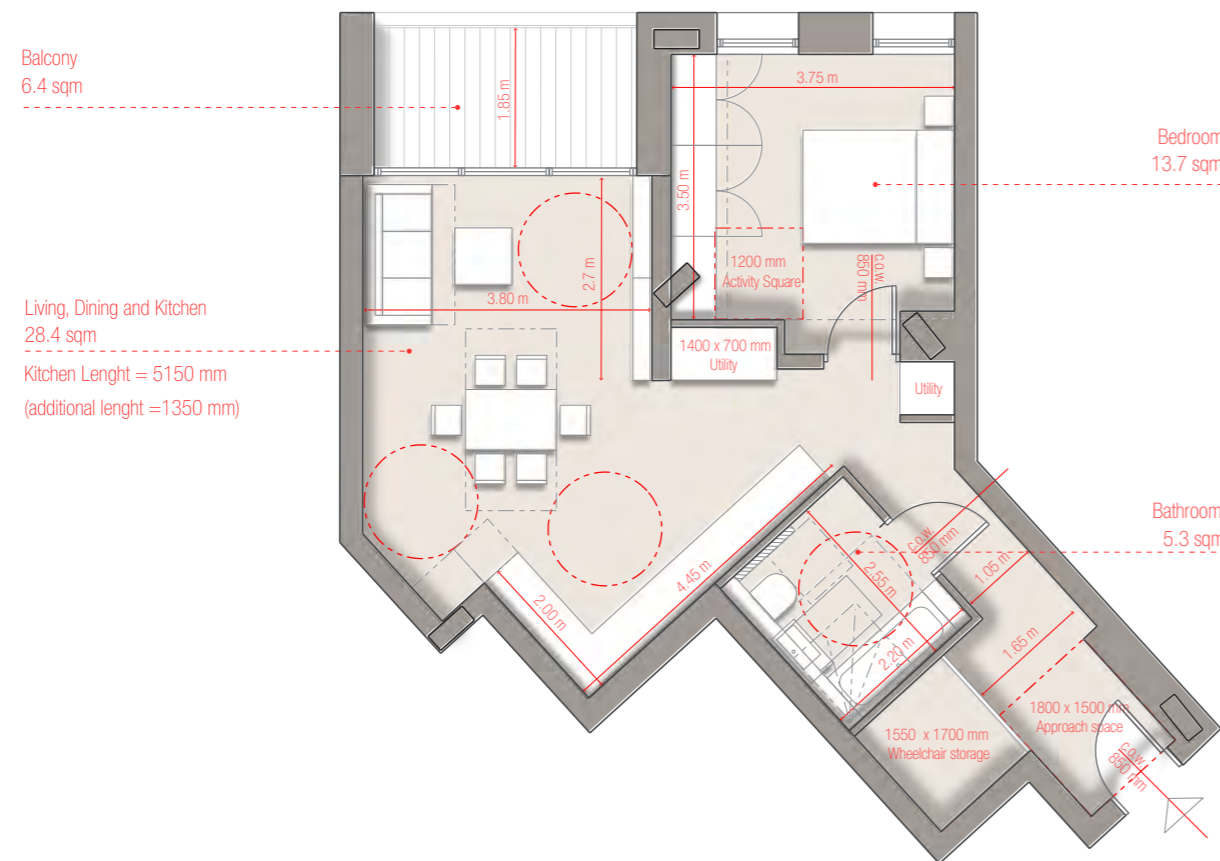 Balcony
6.4 sqm
1.85 m
3.75 m
Bedroom
13.7 sqm
3.50 m
1200 mm
Activity Square
c.o.w.
850 mm
2.7 m
3.80 m
Living, Dining and Kitchen
28.4 sqm
Kitchen Lenght = 5150 mm
(additional lenght =1350 mm)
1400 x 700 mm
Utility
Utility
Bathroom
5.3 sqm
c.o.w.
850 mm
2.55 m
4.45 m
2.00 m
2.20 m
1.05 m
1.65 m
1800 x 1500 mm
Approach space
1550 x 1700 mm
Wheelchair storage
c.o.w.
850 mm